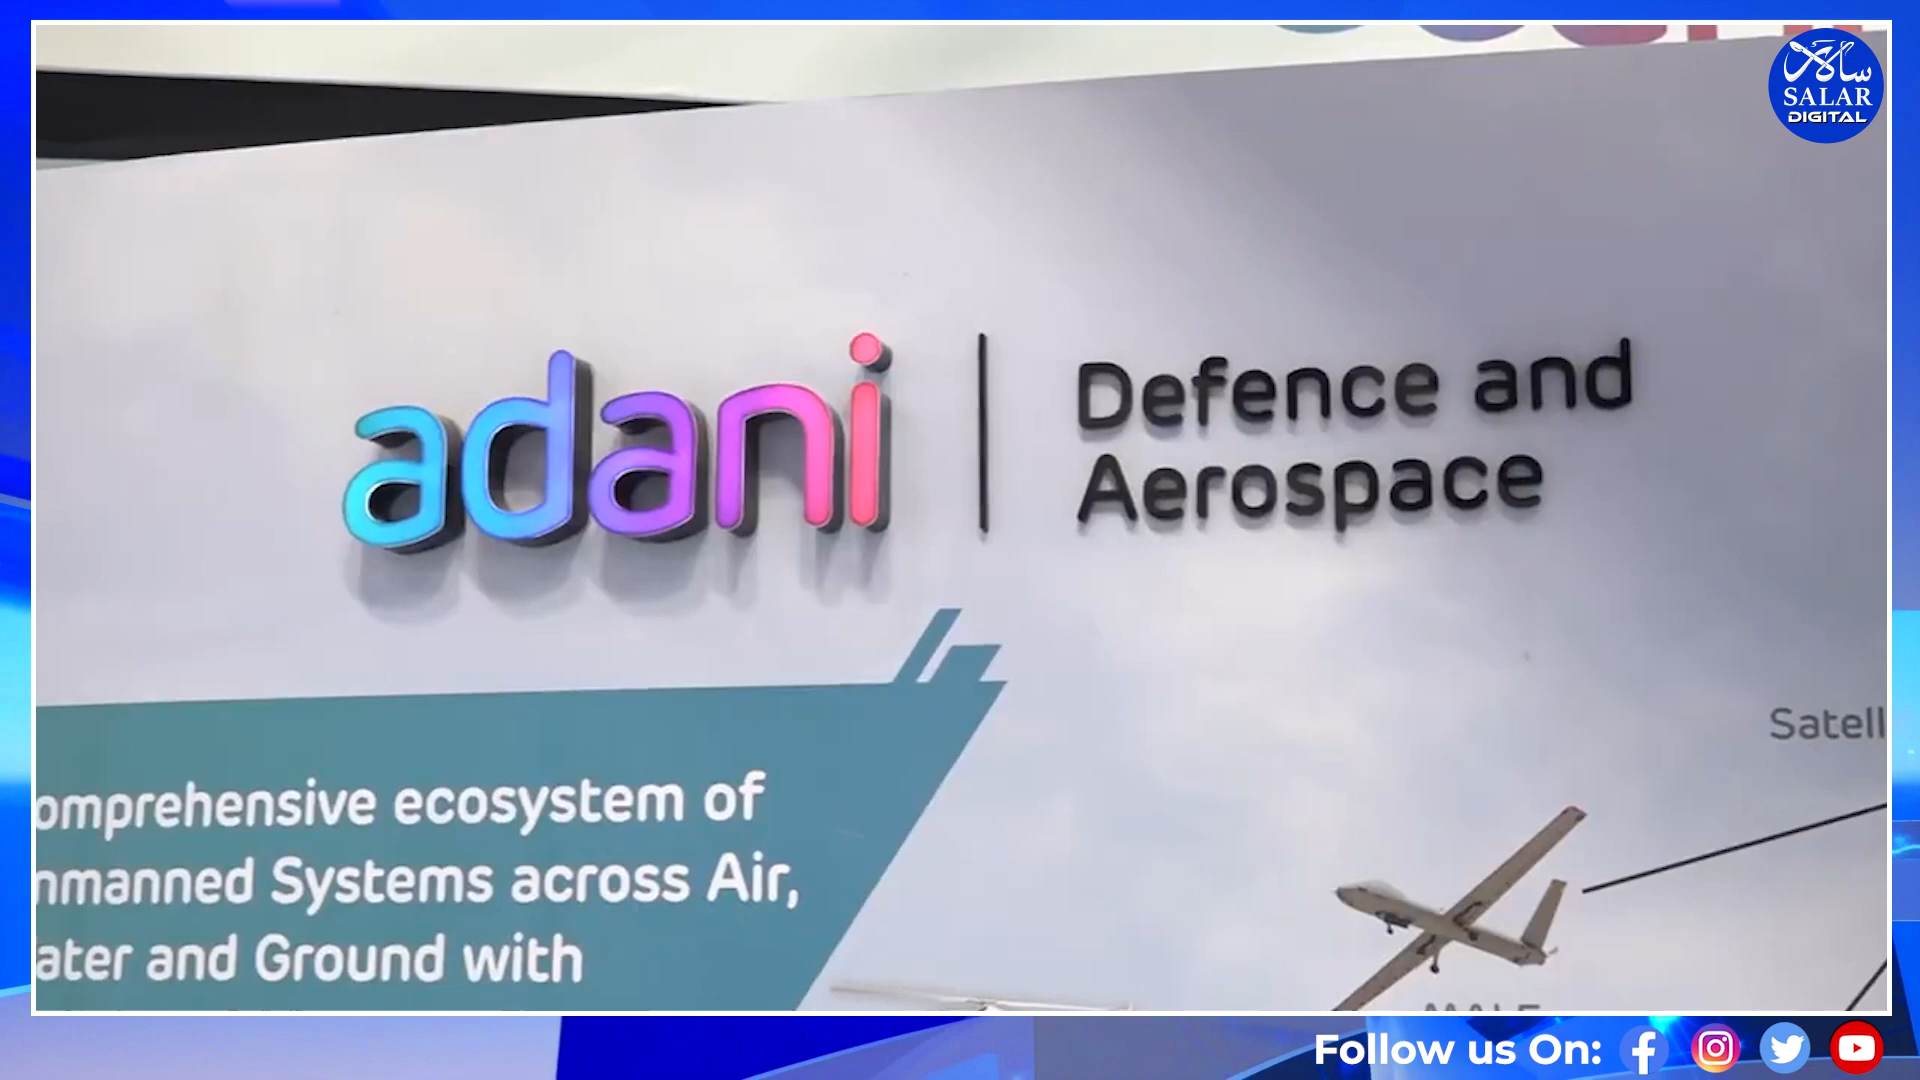 سالار
SALAR
DIGITAL
adani
Defence and
Aerospace
Satell
omprehensive ecosystem of
nmanned Systems across Air,
ater and Ground with
Follow us On: